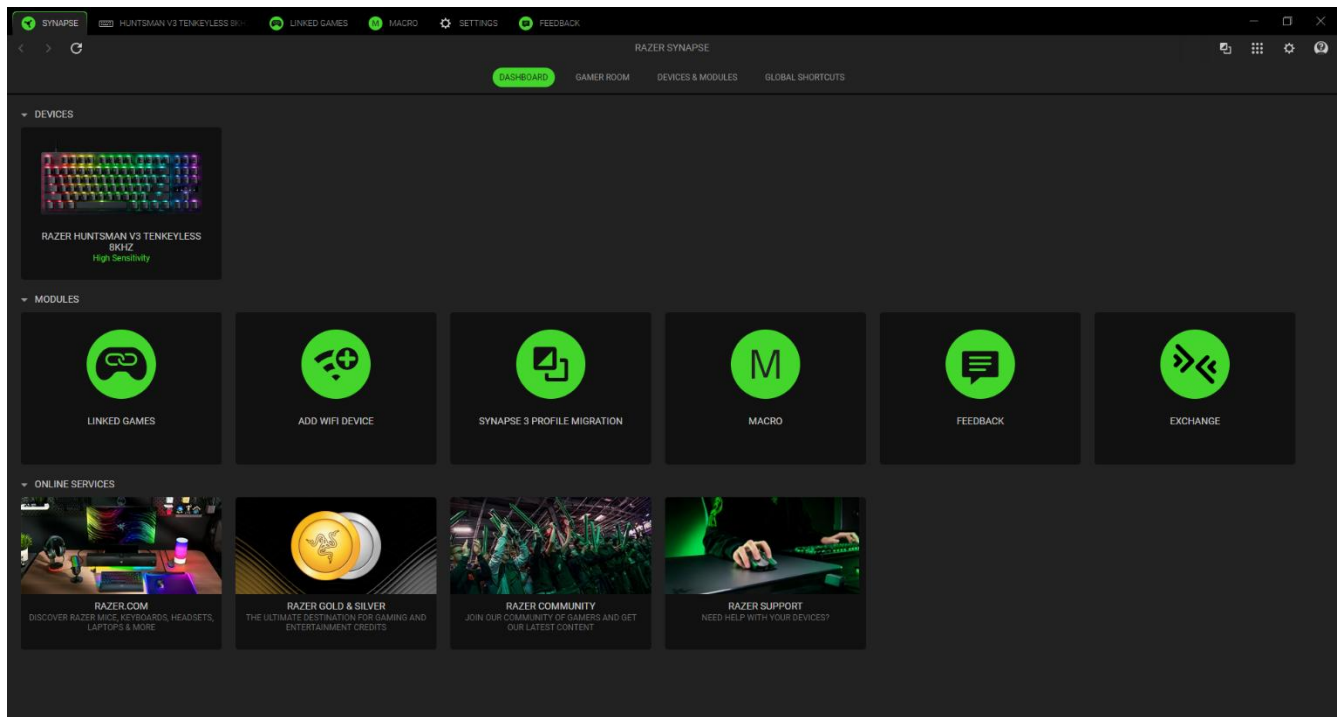 SYNAPSE
HUNTSMAN V3 TENKEYLESS 8KH
LINKED GAMES
MACRO
SETTINGS
FEEDBACK
RAZER SYNAPSE
DASHBOARD
GAMER ROOM
DEVICES & MODULES
GLOBAL SHORTCUTS
DEVICES
RAZER HUNTSMAN V3 TENKEYLESS
8KHZ
High Sensitivity
MODULES
LINKED GAMES
ADD WIFI DEVICE
SYNAPSE 3 PROFILE MIGRATION
M
MACRO
FEEDBACK
EXCHANGE
ONLINE SERVICES
RAZER.COM
DISCOVER RAZER MICE, KEYBOARDS, HEADSETS,
LAPTOPS & MORE
RAZER GOLD & SILVER
THE ULTIMATE DESTINATION FOR GAMING AND
ENTERTAINMENT CREDITS
RAZER COMMUNITY
JOIN OUR COMMUNITY OF GAMERS AND GET
OUR LATEST CONTENT
RAZER SUPPORT
NEED HELP WITH YOUR DEVICES?